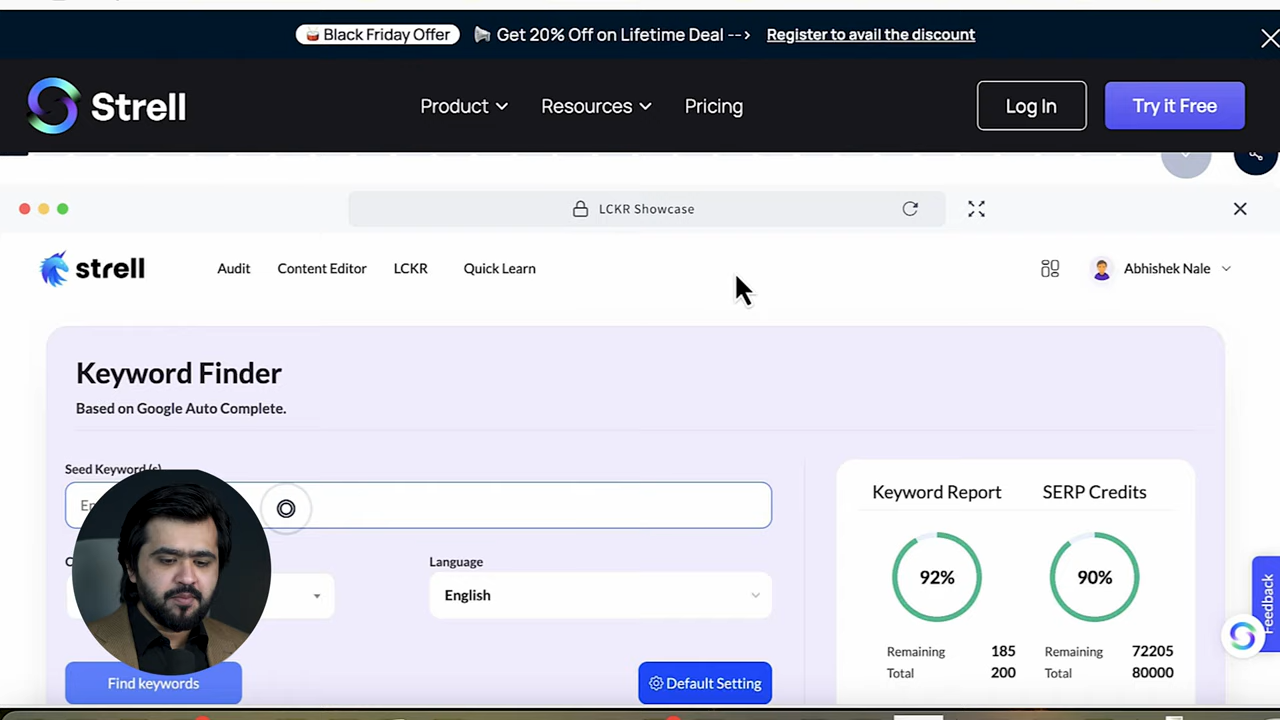 Black Friday Offer Get 20% Off on Lifetime Deal --> Register to avail the discount
Strell Product Resources Pricing Log In Try it Free
LCKR Showcase
strell Audit Content Editor LCKR Quick Learn Abhishek Nale
Keyword Finder
Based on Google Auto Complete.
Seed Keyword(s)
Keyword Report SERP Credits
Language
92% 90%
English
Feedback
Remaining 185 Remaining 72205
Total 200 Total 80000
Find keywords Default Setting